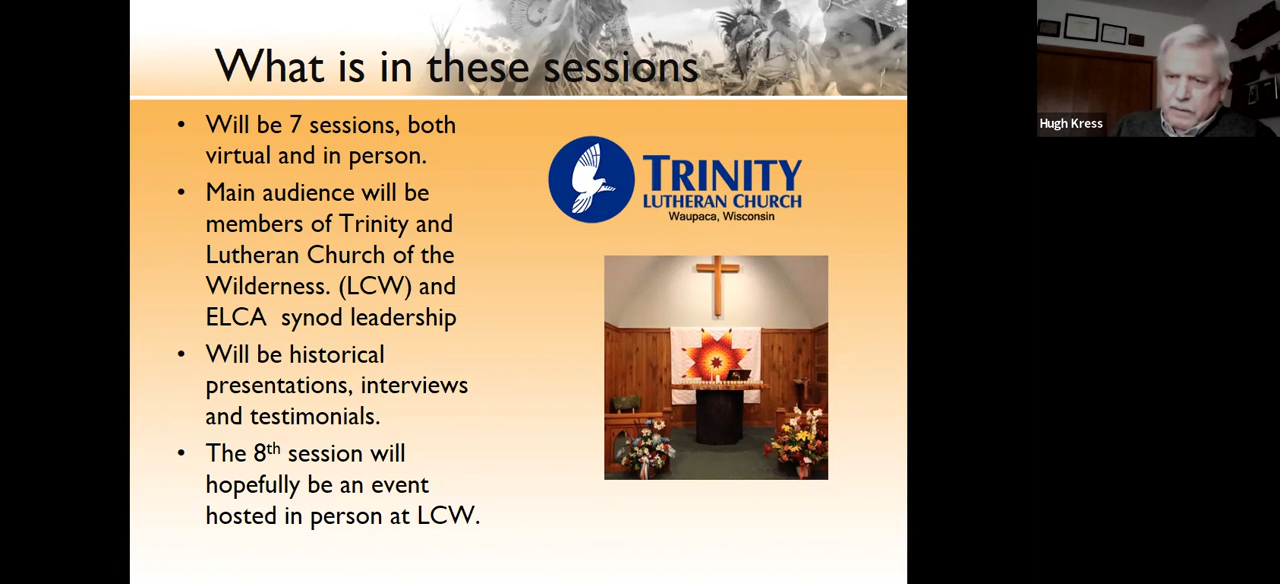 What is in these sessions
• Will be 7 sessions, both
virtual and in person.
• Main audience will be
members of Trinity and
Lutheran Church of the
Wilderness. (LCW) and
ELCA  synod leadership
• Will be historical
presentations, interviews
and testimonials.
• The 8th session will
hopefully be an event
hosted in person at LCW.
TRINITY
LUTHERAN CHURCH
Waupaca, Wisconsin
Hugh Kress